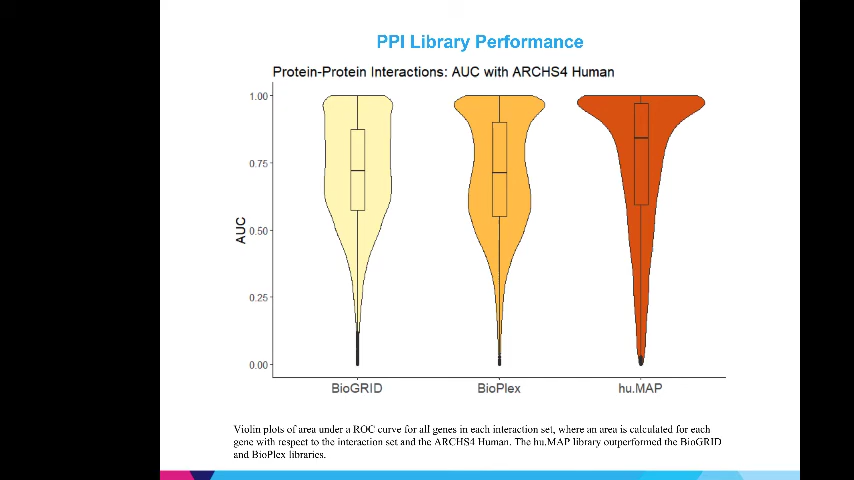 PPI Library Performance
Protein-Protein Interactions: AUC with ARCHS4 Human
1.00
0.75
0.50
0.25
0.00
AUC
BioGRID
BioPlex
hu.MAP
Violin plots of area under a ROC curve for all genes in each interaction set, where an area is calculated for each
gene with respect to the interaction set and the ARCHS4 Human. The hu.MAP library outperformed the BioGRID
and BioPlex libraries.